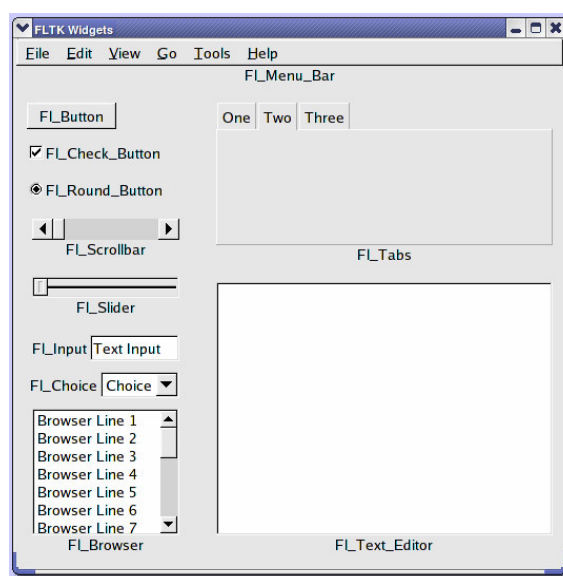 FLTK Widgets
File Edit View Go Tools Help
Fl_Menu_Bar
Fl_Button
Fl_Check_Button
Fl_Round_Button
Fl_Scrollbar
Fl_Slider
Fl_Input Text Input
Fl_Choice Choice
Browser Line 1
Browser Line 2
Browser Line 3
Browser Line 4
Browser Line 5
Browser Line 6
Browser Line 7
Fl_Browser
One Two Three
Fl_Tabs
Fl_Text_Editor